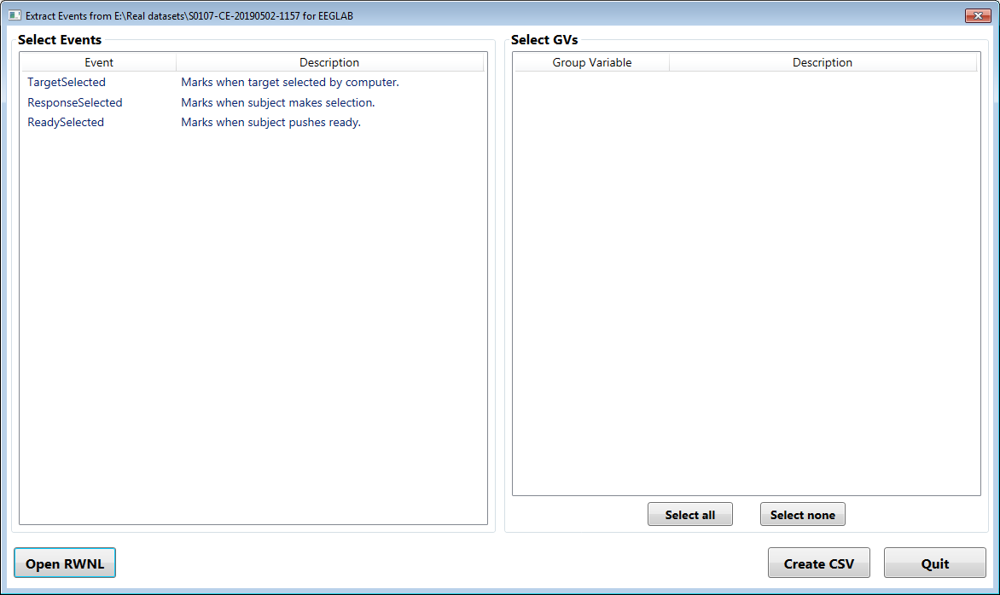 Extract Events from E:\Real datasets\S0107-CE-20190502-1157 for EEGLAB
Select Events
Event Description
TargetSelected Marks when target selected by computer.
ResponseSelected Marks when subject makes selection.
ReadySelected Marks when subject pushes ready.
Select GVs
Group Variable Description
Select all Select none
Open RWNL Create CSV Quit